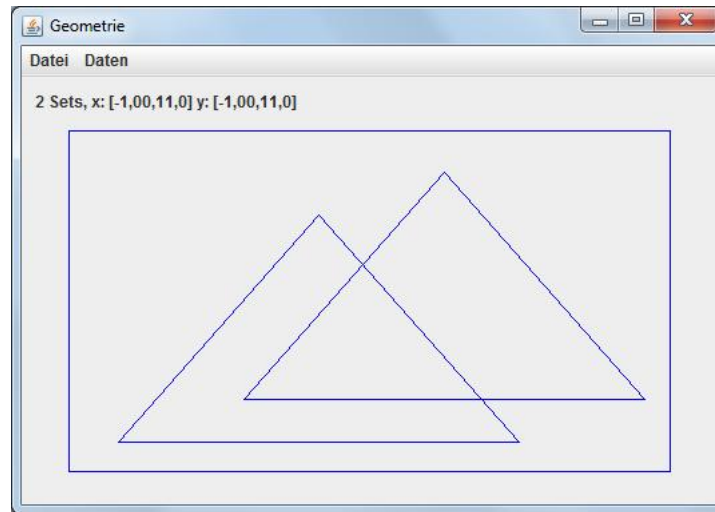 Geometrie
Datei Daten
2 Sets, x: [-1,00,11,0] y: [-1,00,11,0]